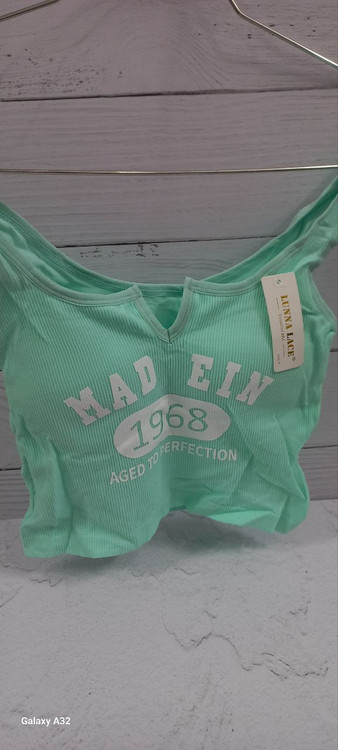 LUNNA LACE
MAD EIN
1968
AGED TO PERFECTION
Galaxy A32